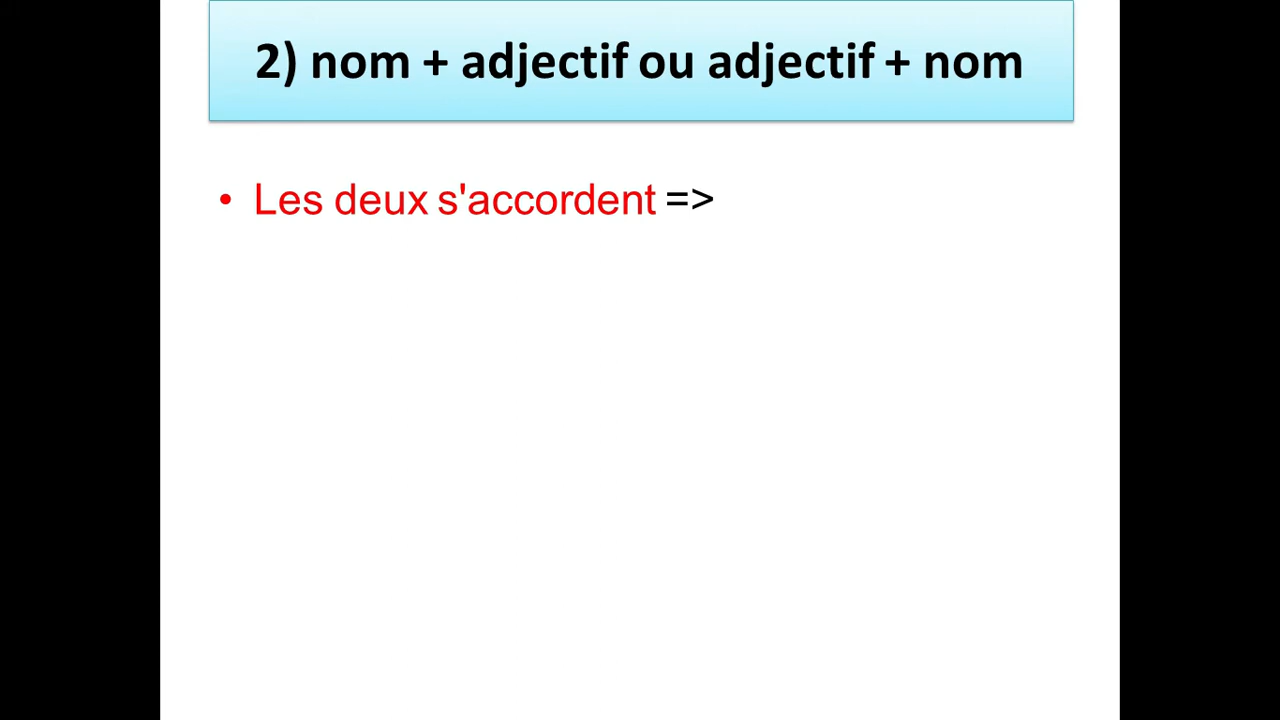 2) nom + adjectif ou adjectif + nom
• Les deux s'accordent =>